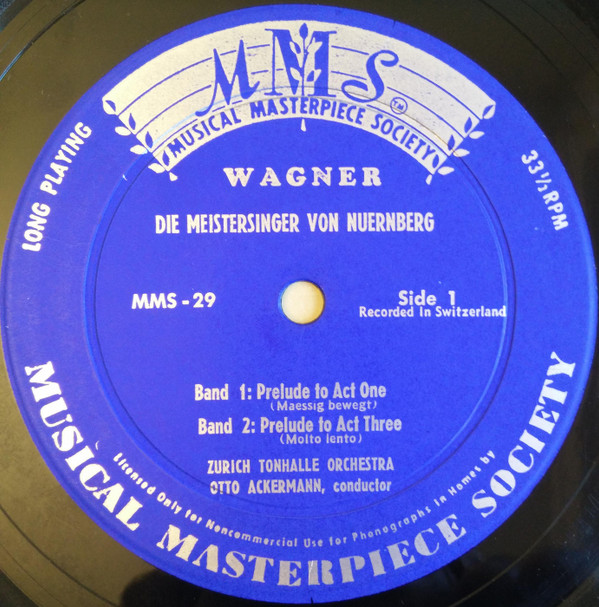 MMS TM
MUSICAL MASTERPIECE SOCIETY
LONG PLAYING
33⅓ RPM
WAGNER
DIE MEISTERSINGER VON NUERNBERG
MMS - 29
Side 1
Recorded In Switzerland
Band 1: Prelude to Act One
(Maessig bewegt)
Band 2: Prelude to Act Three
(Molto lento)
ZURICH TONHALLE ORCHESTRA
OTTO ACKERMANN, conductor
Licensed Only for Noncommercial Use for Phonographs in Homes by
MUSICAL MASTERPIECE SOCIETY